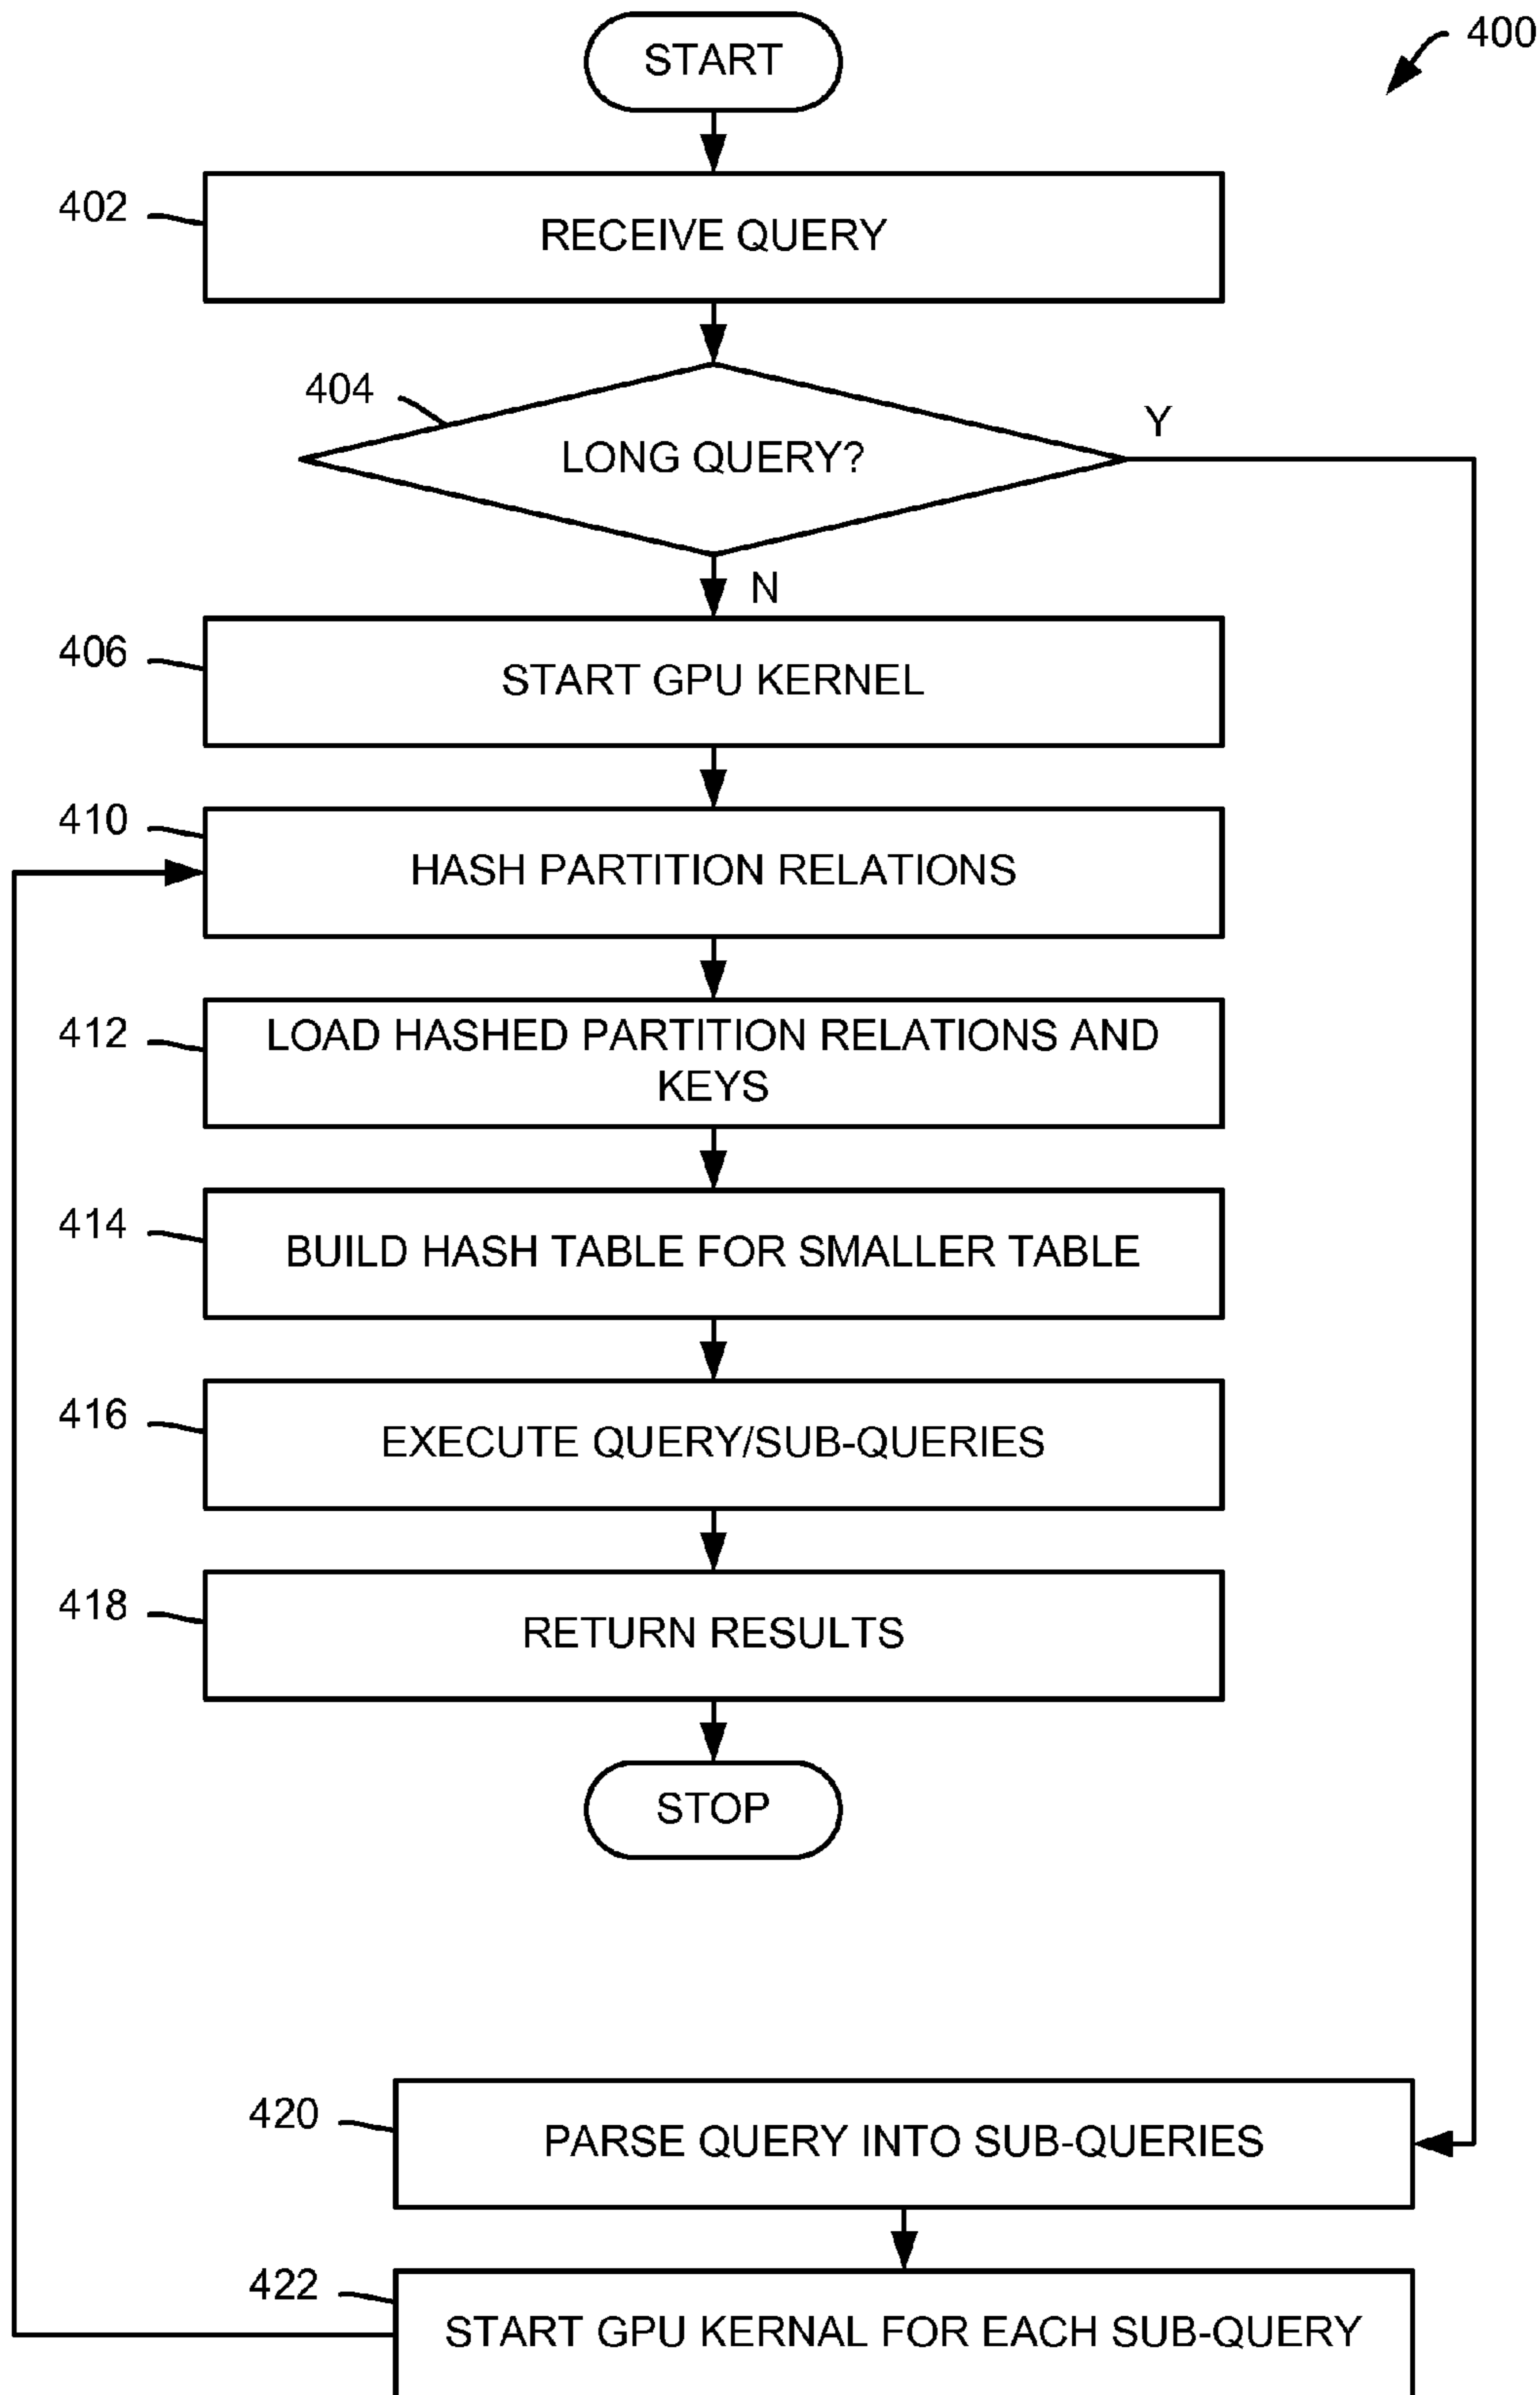 START
400
402
RECEIVE QUERY
404
LONG QUERY?
Y
N
406
START GPU KERNEL
410
HASH PARTITION RELATIONS
412
LOAD HASHED PARTITION RELATIONS AND
KEYS
414
BUILD HASH TABLE FOR SMALLER TABLE
416
EXECUTE QUERY/SUB-QUERIES
418
RETURN RESULTS
STOP
420
PARSE QUERY INTO SUB-QUERIES
422
START GPU KERNAL FOR EACH SUB-QUERY